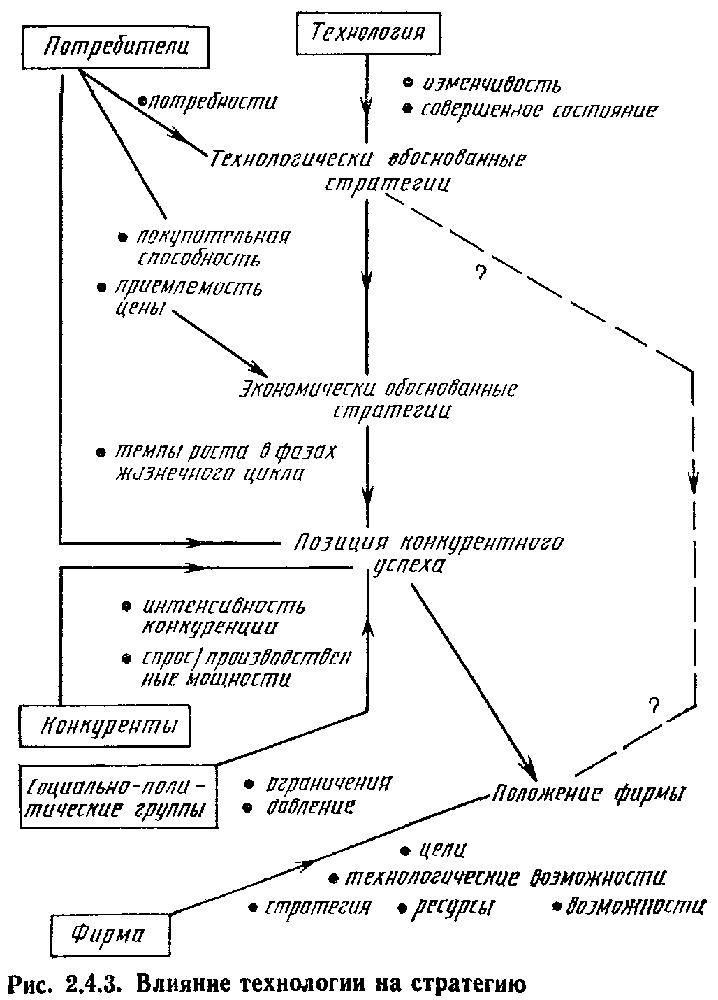 Потребители
Технология
• изменчивость
• совершенное состояние
• потребности
Технологически вбоснованные
стратегии
• покупательная
способность
• приемлемость
цены
?
Экономически обоснованные
стратегии
• темпы роста в фазах
жизнечного цикла
Позиция конкурентного
успеха
• интенсивность
конкуренции
• спрос/производствен
ные мощности
?
Конкуренты
Социально-поли-
тические группы
• ограничения
• давление
Положение фирмы
• цели
• технологические возможности
• стратегия • ресурсы • возможности
Фирма
Рис. 2.4.3. Влияние технологии на стратегию